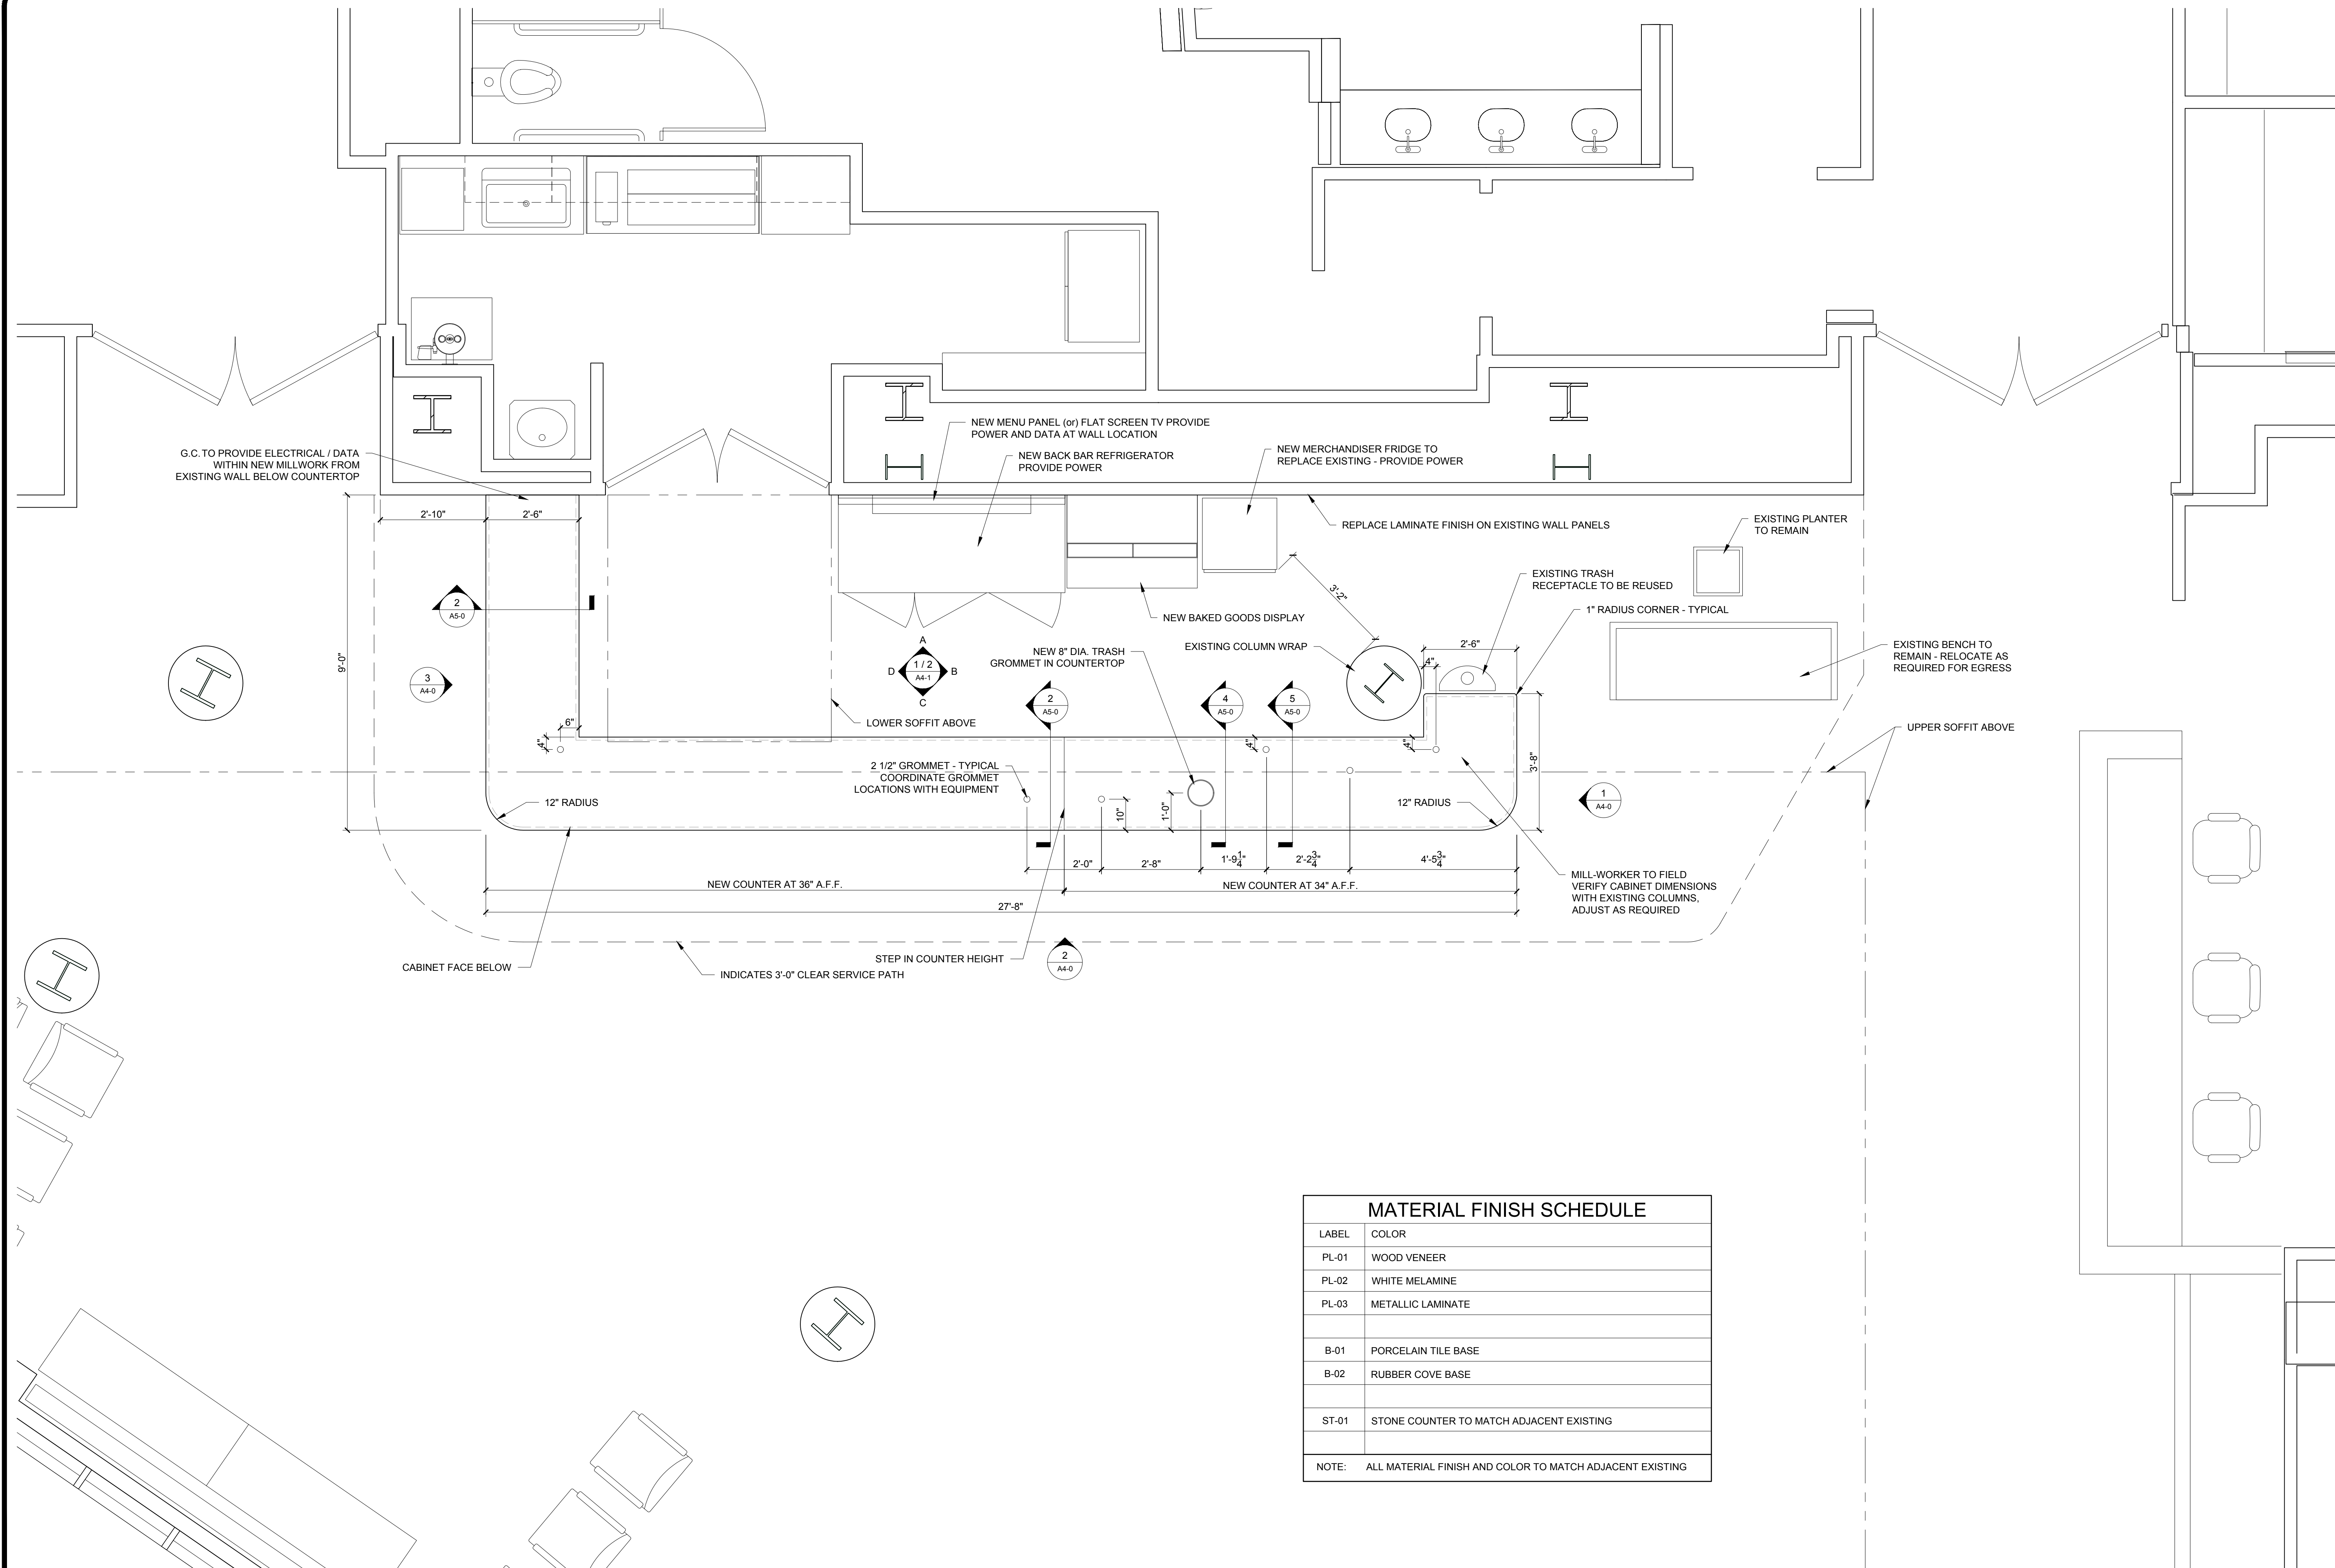 NEW MENU PANEL (or) FLAT SCREEN TV PROVIDE
POWER AND DATA AT WALL LOCATION
G.C. TO PROVIDE ELECTRICAL / DATA
WITHIN NEW MILLWORK FROM
EXISTING WALL BELOW COUNTERTOP
NEW BACK BAR REFRIGERATOR
PROVIDE POWER
NEW MERCHANDISER FRIDGE TO
REPLACE EXISTING - PROVIDE POWER
2'-10"
2'-6"
REPLACE LAMINATE FINISH ON EXISTING WALL PANELS
EXISTING PLANTER
TO REMAIN
EXISTING TRASH
RECEPTACLE TO BE REUSED
3'-2"
2
A5-0
NEW BAKED GOODS DISPLAY
1" RADIUS CORNER - TYPICAL
9'-0"
A
D
1 / 2
A4-1
B
C
NEW 8" DIA. TRASH
GROMMET IN COUNTERTOP
EXISTING COLUMN WRAP
2'-6"
4"
EXISTING BENCH TO
REMAIN - RELOCATE AS
REQUIRED FOR EGRESS
3
A4-0
2
A5-0
4
A5-0
5
A5-0
6"
4"
LOWER SOFFIT ABOVE
4"
4"
UPPER SOFFIT ABOVE
2 1/2" GROMMET - TYPICAL
COORDINATE GROMMET
LOCATIONS WITH EQUIPMENT
3'-8"
12" RADIUS
10"
1'-0"
12" RADIUS
1
A4-0
2'-0"
2'-8"
1'-9 1/4"
2'-2 3/4"
4'-5 3/4"
NEW COUNTER AT 36" A.F.F.
NEW COUNTER AT 34" A.F.F.
27'-8"
MILL-WORKER TO FIELD
VERIFY CABINET DIMENSIONS
WITH EXISTING COLUMNS,
ADJUST AS REQUIRED
CABINET FACE BELOW
STEP IN COUNTER HEIGHT
2
A4-0
INDICATES 3'-0" CLEAR SERVICE PATH
MATERIAL FINISH SCHEDULE
LABEL COLOR
PL-01 WOOD VENEER
PL-02 WHITE MELAMINE
PL-03 METALLIC LAMINATE
B-01 PORCELAIN TILE BASE
B-02 RUBBER COVE BASE
ST-01 STONE COUNTER TO MATCH ADJACENT EXISTING
NOTE: ALL MATERIAL FINISH AND COLOR TO MATCH ADJACENT EXISTING